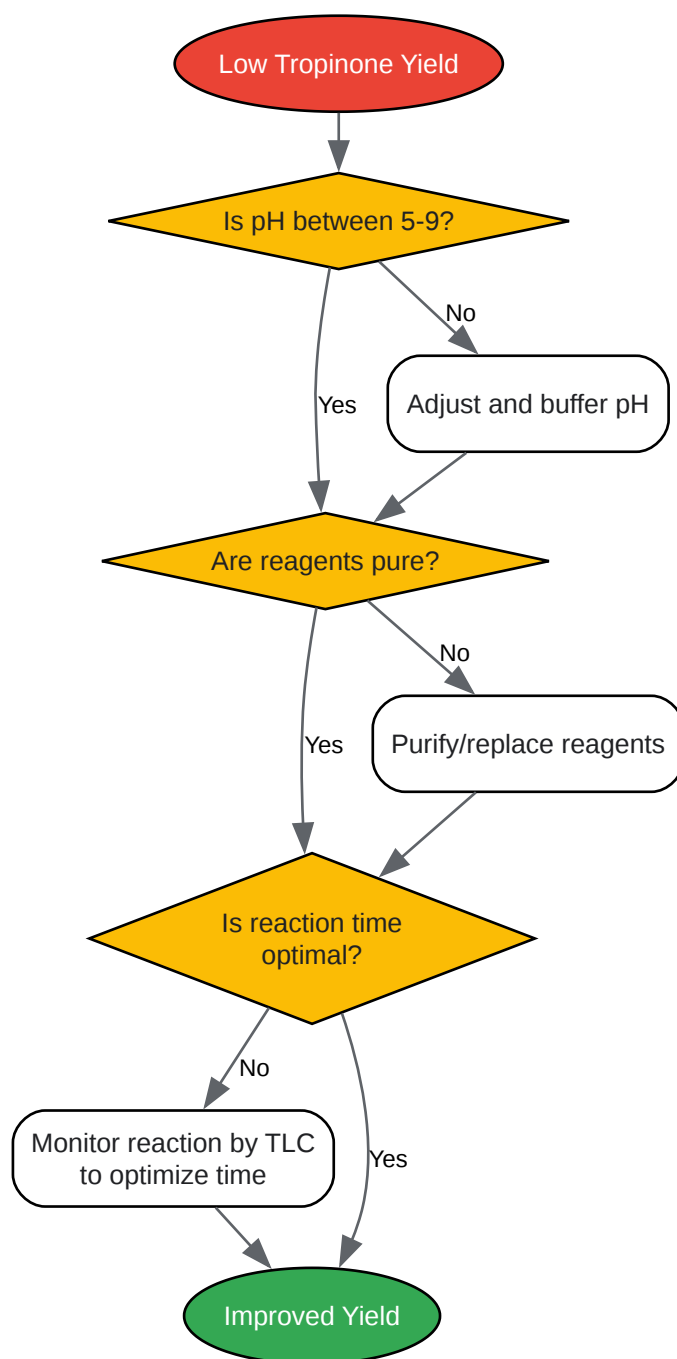 Low Tropinone Yield
Is pH between 5-9?
No
Yes
Adjust and buffer pH
Are reagents pure?
No
Yes
Purify/replace reagents
Is reaction time
optimal?
No
Monitor reaction by TLC
to optimize time
Yes
Improved Yield